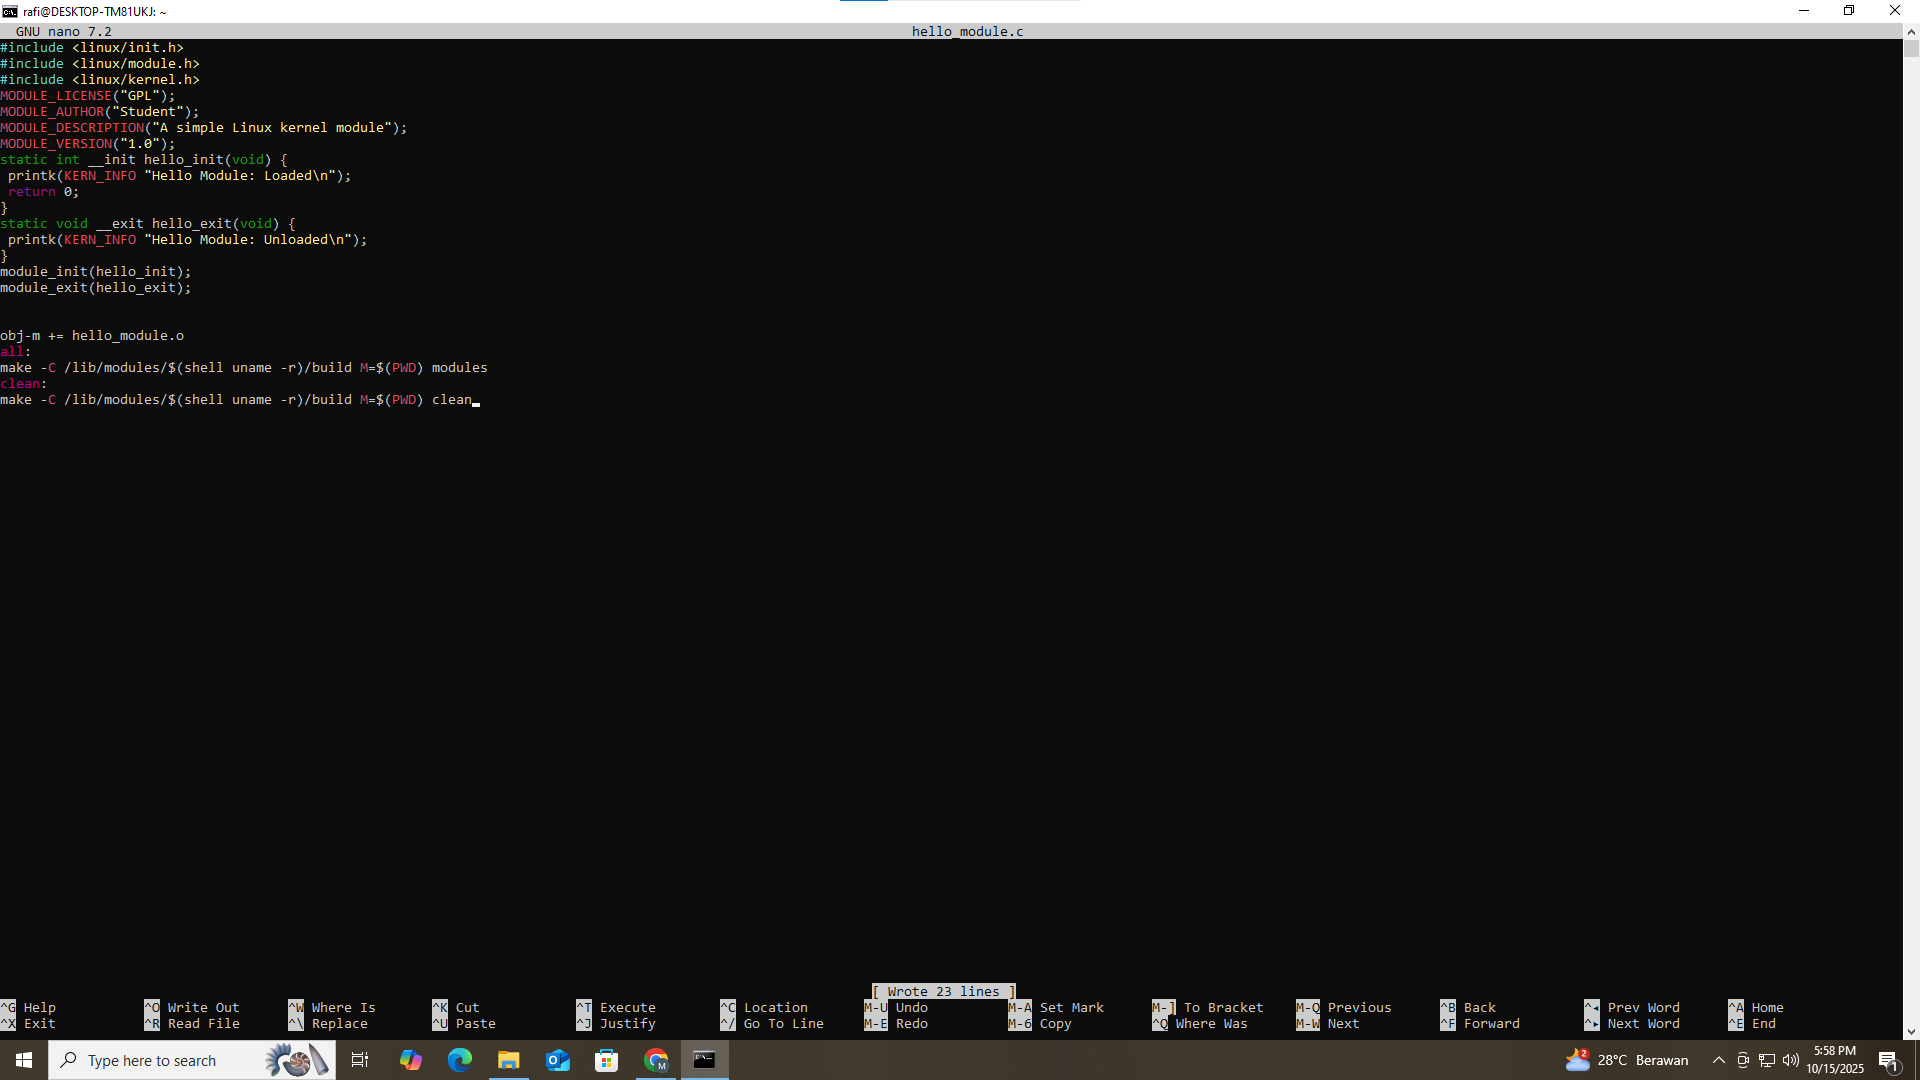 rafi@DESKTOP-TM81UKJ: ~
GNU nano 7.2 hello_module.c
#include <linux/init.h>
#include <linux/module.h>
#include <linux/kernel.h>
MODULE_LICENSE("GPL");
MODULE_AUTHOR("Student");
MODULE_DESCRIPTION("A simple Linux kernel module");
MODULE_VERSION("1.0");
static int __init hello_init(void) {
 printk(KERN_INFO "Hello Module: Loaded\n");
 return 0;
}
static void __exit hello_exit(void) {
 printk(KERN_INFO "Hello Module: Unloaded\n");
}
module_init(hello_init);
module_exit(hello_exit);
obj-m += hello_module.o
all:
make -C /lib/modules/$(shell uname -r)/build M=$(PWD) modules
clean:
make -C /lib/modules/$(shell uname -r)/build M=$(PWD) clean
[ Wrote 23 lines ]
^G Help ^O Write Out ^W Where Is ^K Cut ^T Execute ^C Location M-U Undo M-A Set Mark M-] To Bracket M-Q Previous ^B Back ^◂ Prev Word ^A Home
^X Exit ^R Read File ^\ Replace ^U Paste ^J Justify ^/ Go To Line M-E Redo M-6 Copy ^Q Where Was M-W Next ^F Forward ^▸ Next Word ^E End
Type here to search
M
2
28°C Berawan
5:58 PM
10/15/2025
1